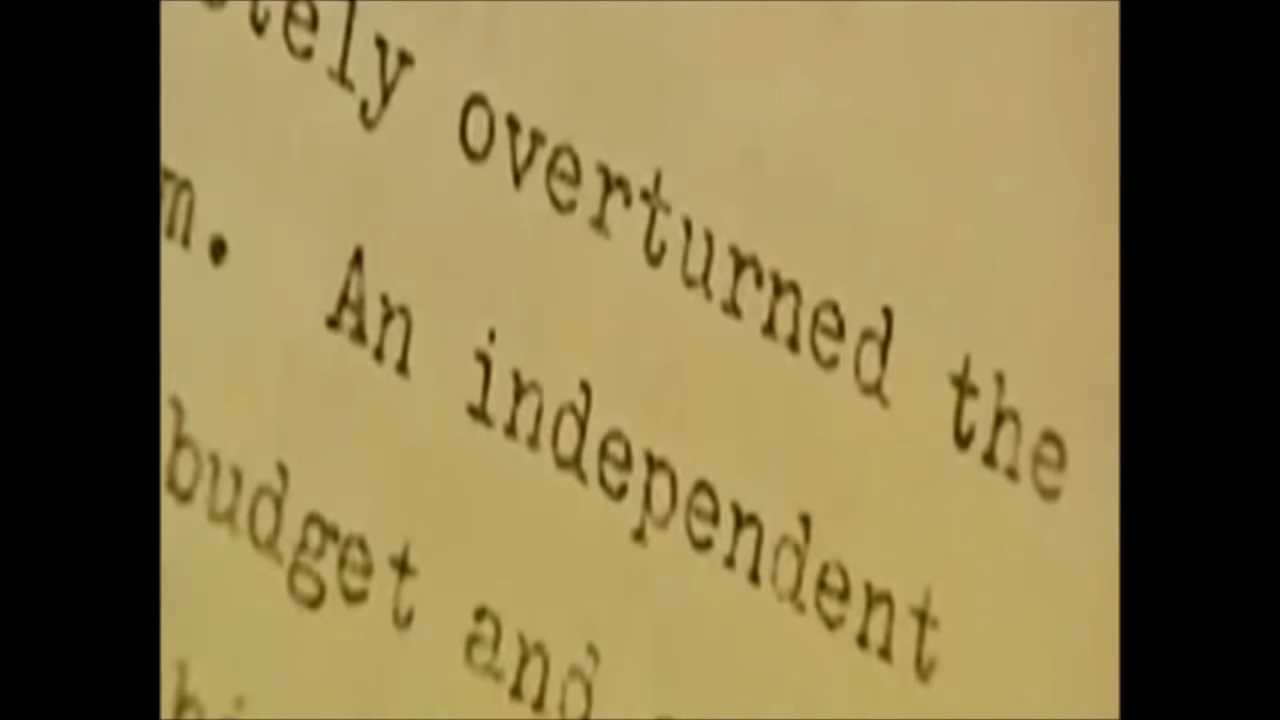 overturned the
An independent
budget and